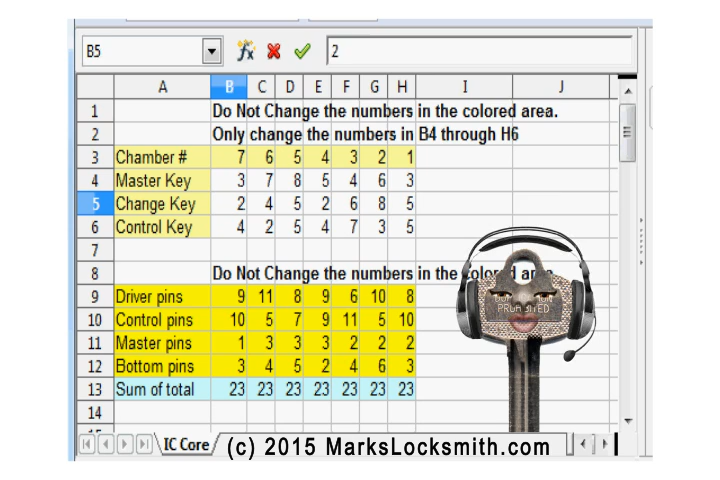 B5 fx 2
A B C D E F G H I J
1 Do Not Change the numbers in the colored area.
2 Only change the numbers in B4 through H6
3 Chamber # 7 6 5 4 3 2 1
4 Master Key 3 7 8 5 4 6 3
5 Change Key 2 4 5 2 6 8 5
6 Control Key 4 2 5 4 7 3 5
7
8 Do Not Change the numbers in the colored area.
9 Driver pins 9 11 8 9 6 10 8
10 Control pins 10 5 7 9 11 5 10
11 Master pins 1 3 3 3 2 2 2
12 Bottom pins 3 4 5 2 4 6 3
13 Sum of total 23 23 23 23 23 23 23
14
IC Core (c) 2015 MarksLocksmith.com